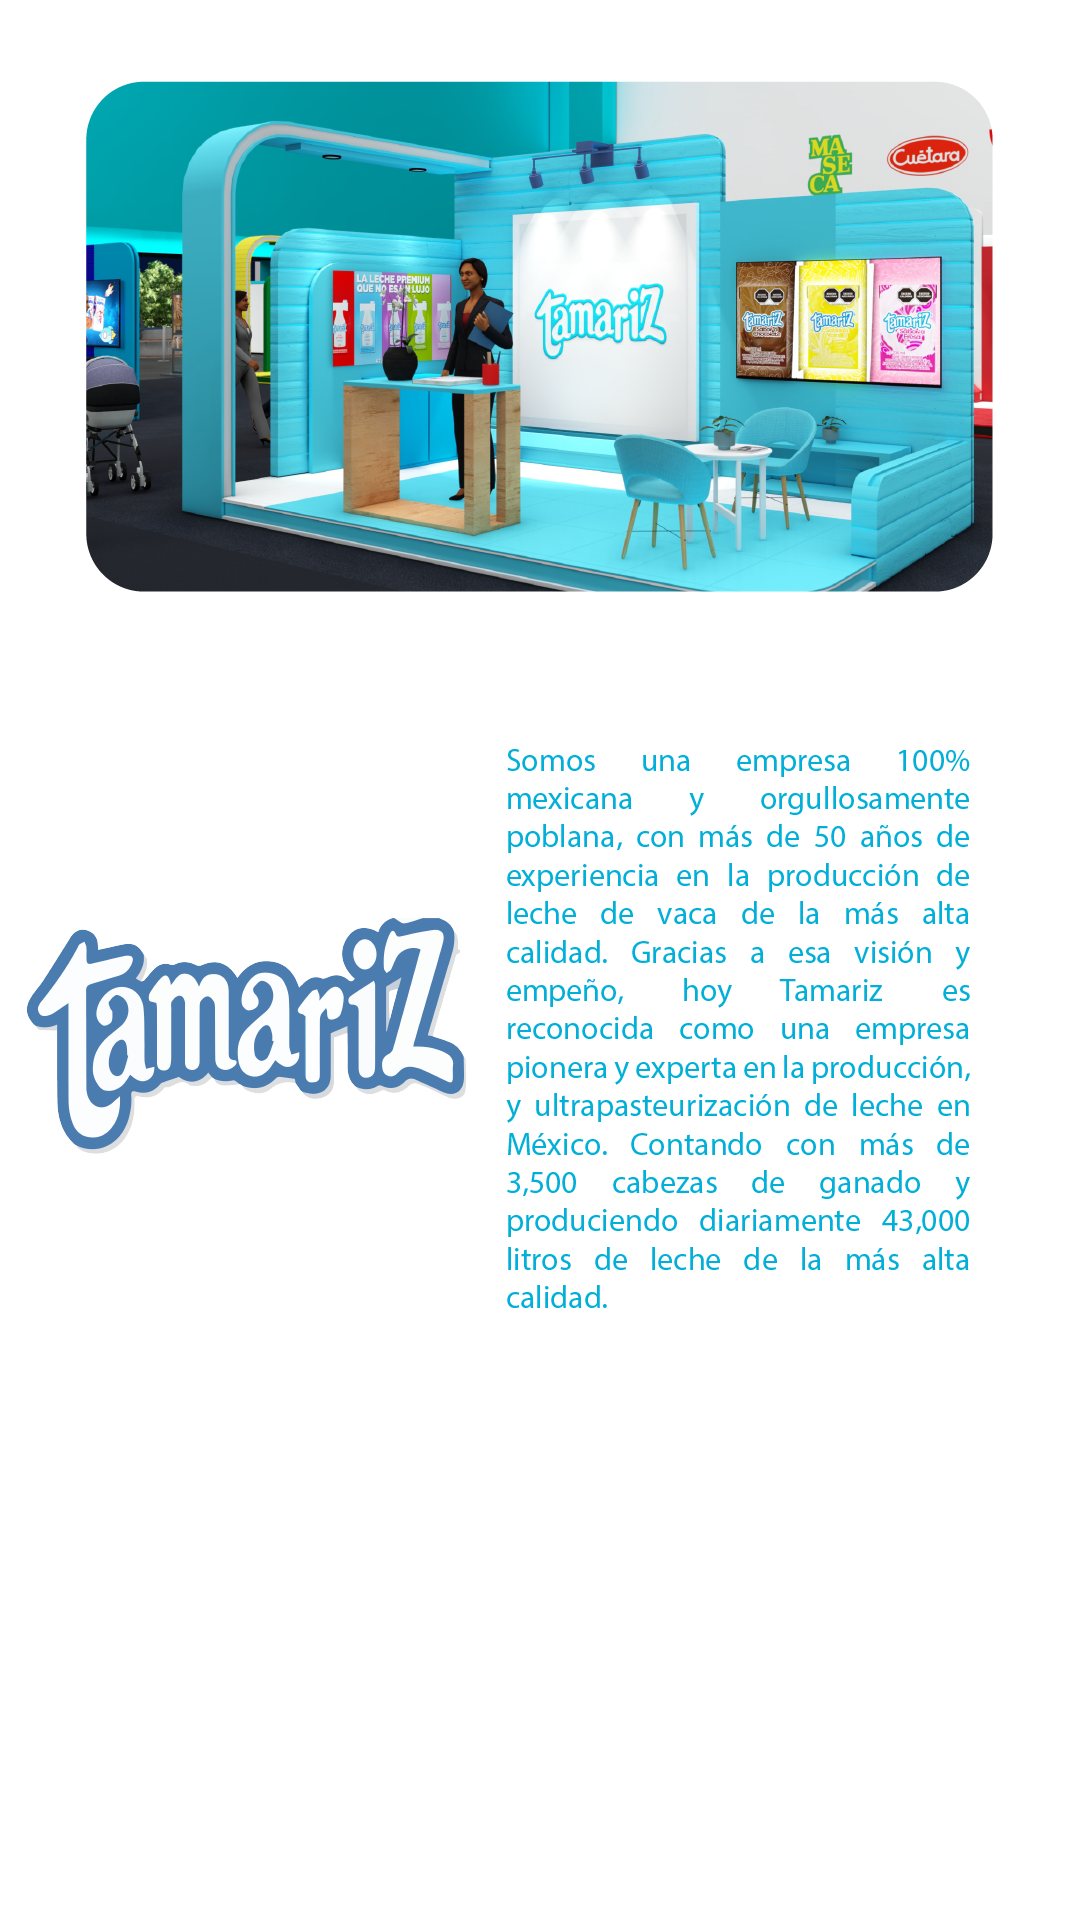 MA
SE
CA
Cuétara
LA LECHE PREMIUM
QUE NO ES UN LUJO
tamariz
tamariz
tamariz
tamariz
Somos una empresa 100%
mexicana y orgullosamente
poblana, con más de 50 años de
experiencia en la producción de
leche de vaca de la más alta
calidad. Gracias a esa visión y
empeño, hoy Tamariz es
reconocida como una empresa
pionera y experta en la producción,
y ultrapasteurización de leche en
México. Contando con más de
3,500 cabezas de ganado y
produciendo diariamente 43,000
litros de leche de la más alta
calidad.
tamariz